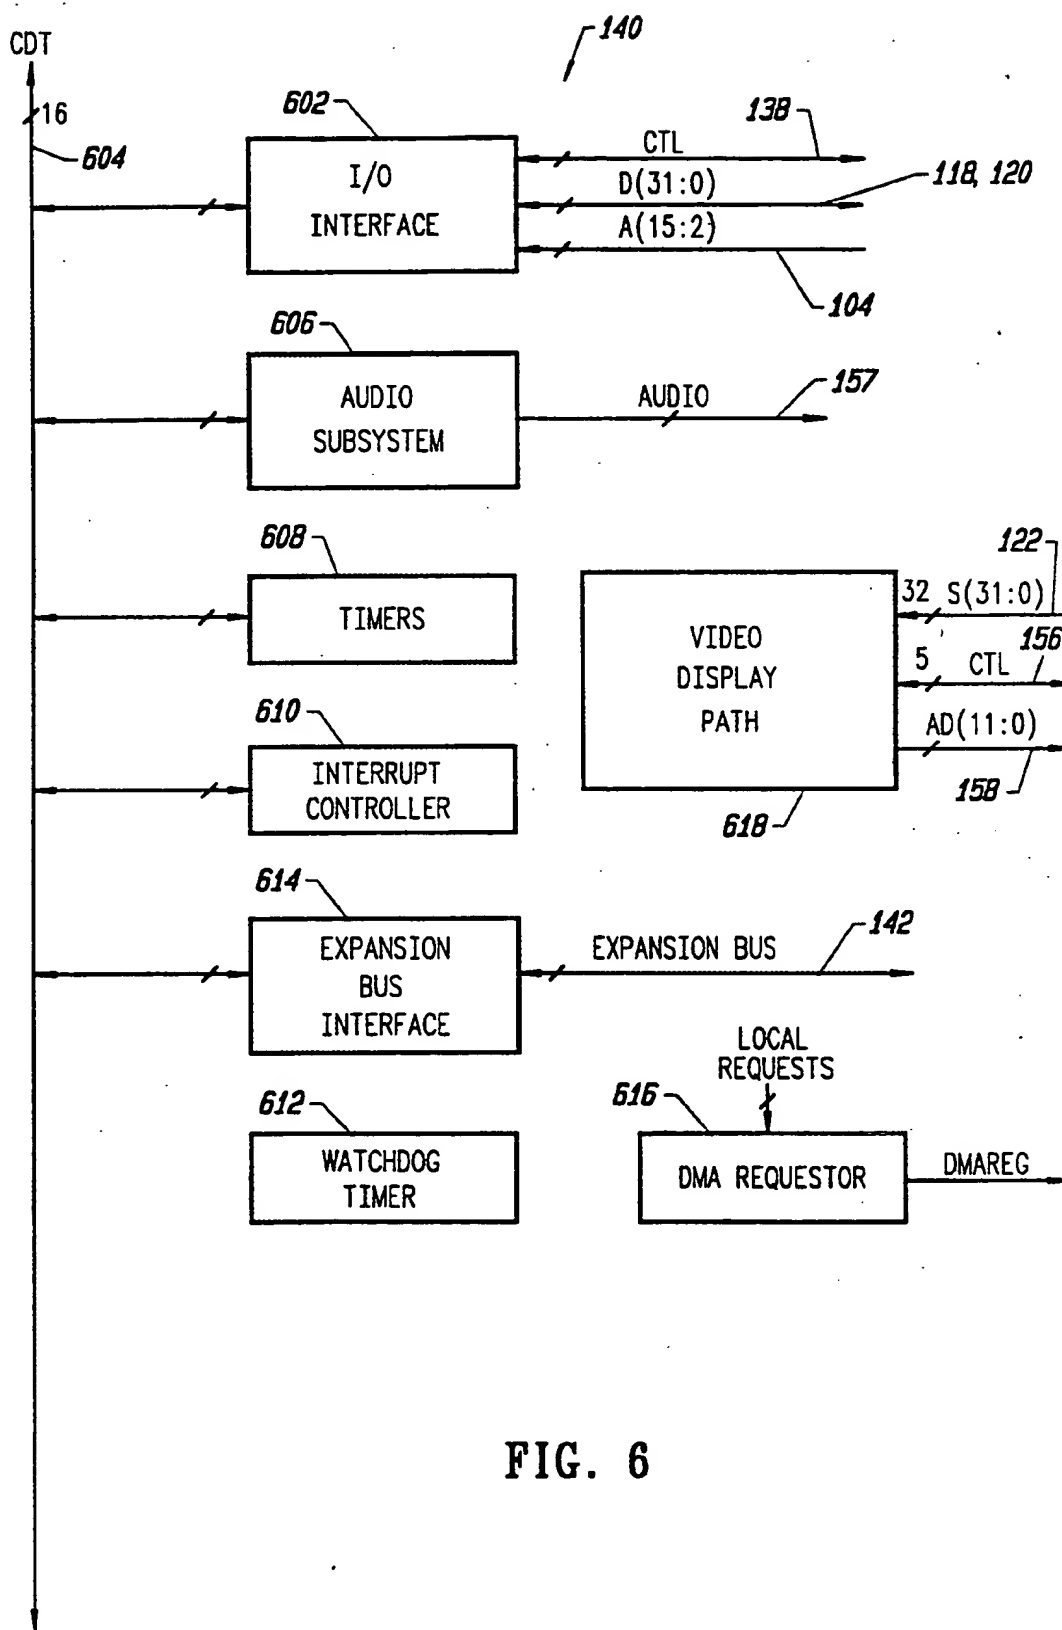 140
CDT
16
604
602
I/O
INTERFACE
CTL
138
D(31:0)
118, 120
A(15:2)
104
606
AUDIO
SUBSYSTEM
AUDIO
157
608
TIMERS
122
32 S(31:0)
VIDEO
DISPLAY
PATH
5 CTL
156
AD(11:0)
158
618
610
INTERRUPT
CONTROLLER
614
EXPANSION
BUS
INTERFACE
EXPANSION BUS
142
LOCAL
REQUESTS
612
WATCHDOG
TIMER
616
DMA REQUESTOR
DMAREG
FIG. 6